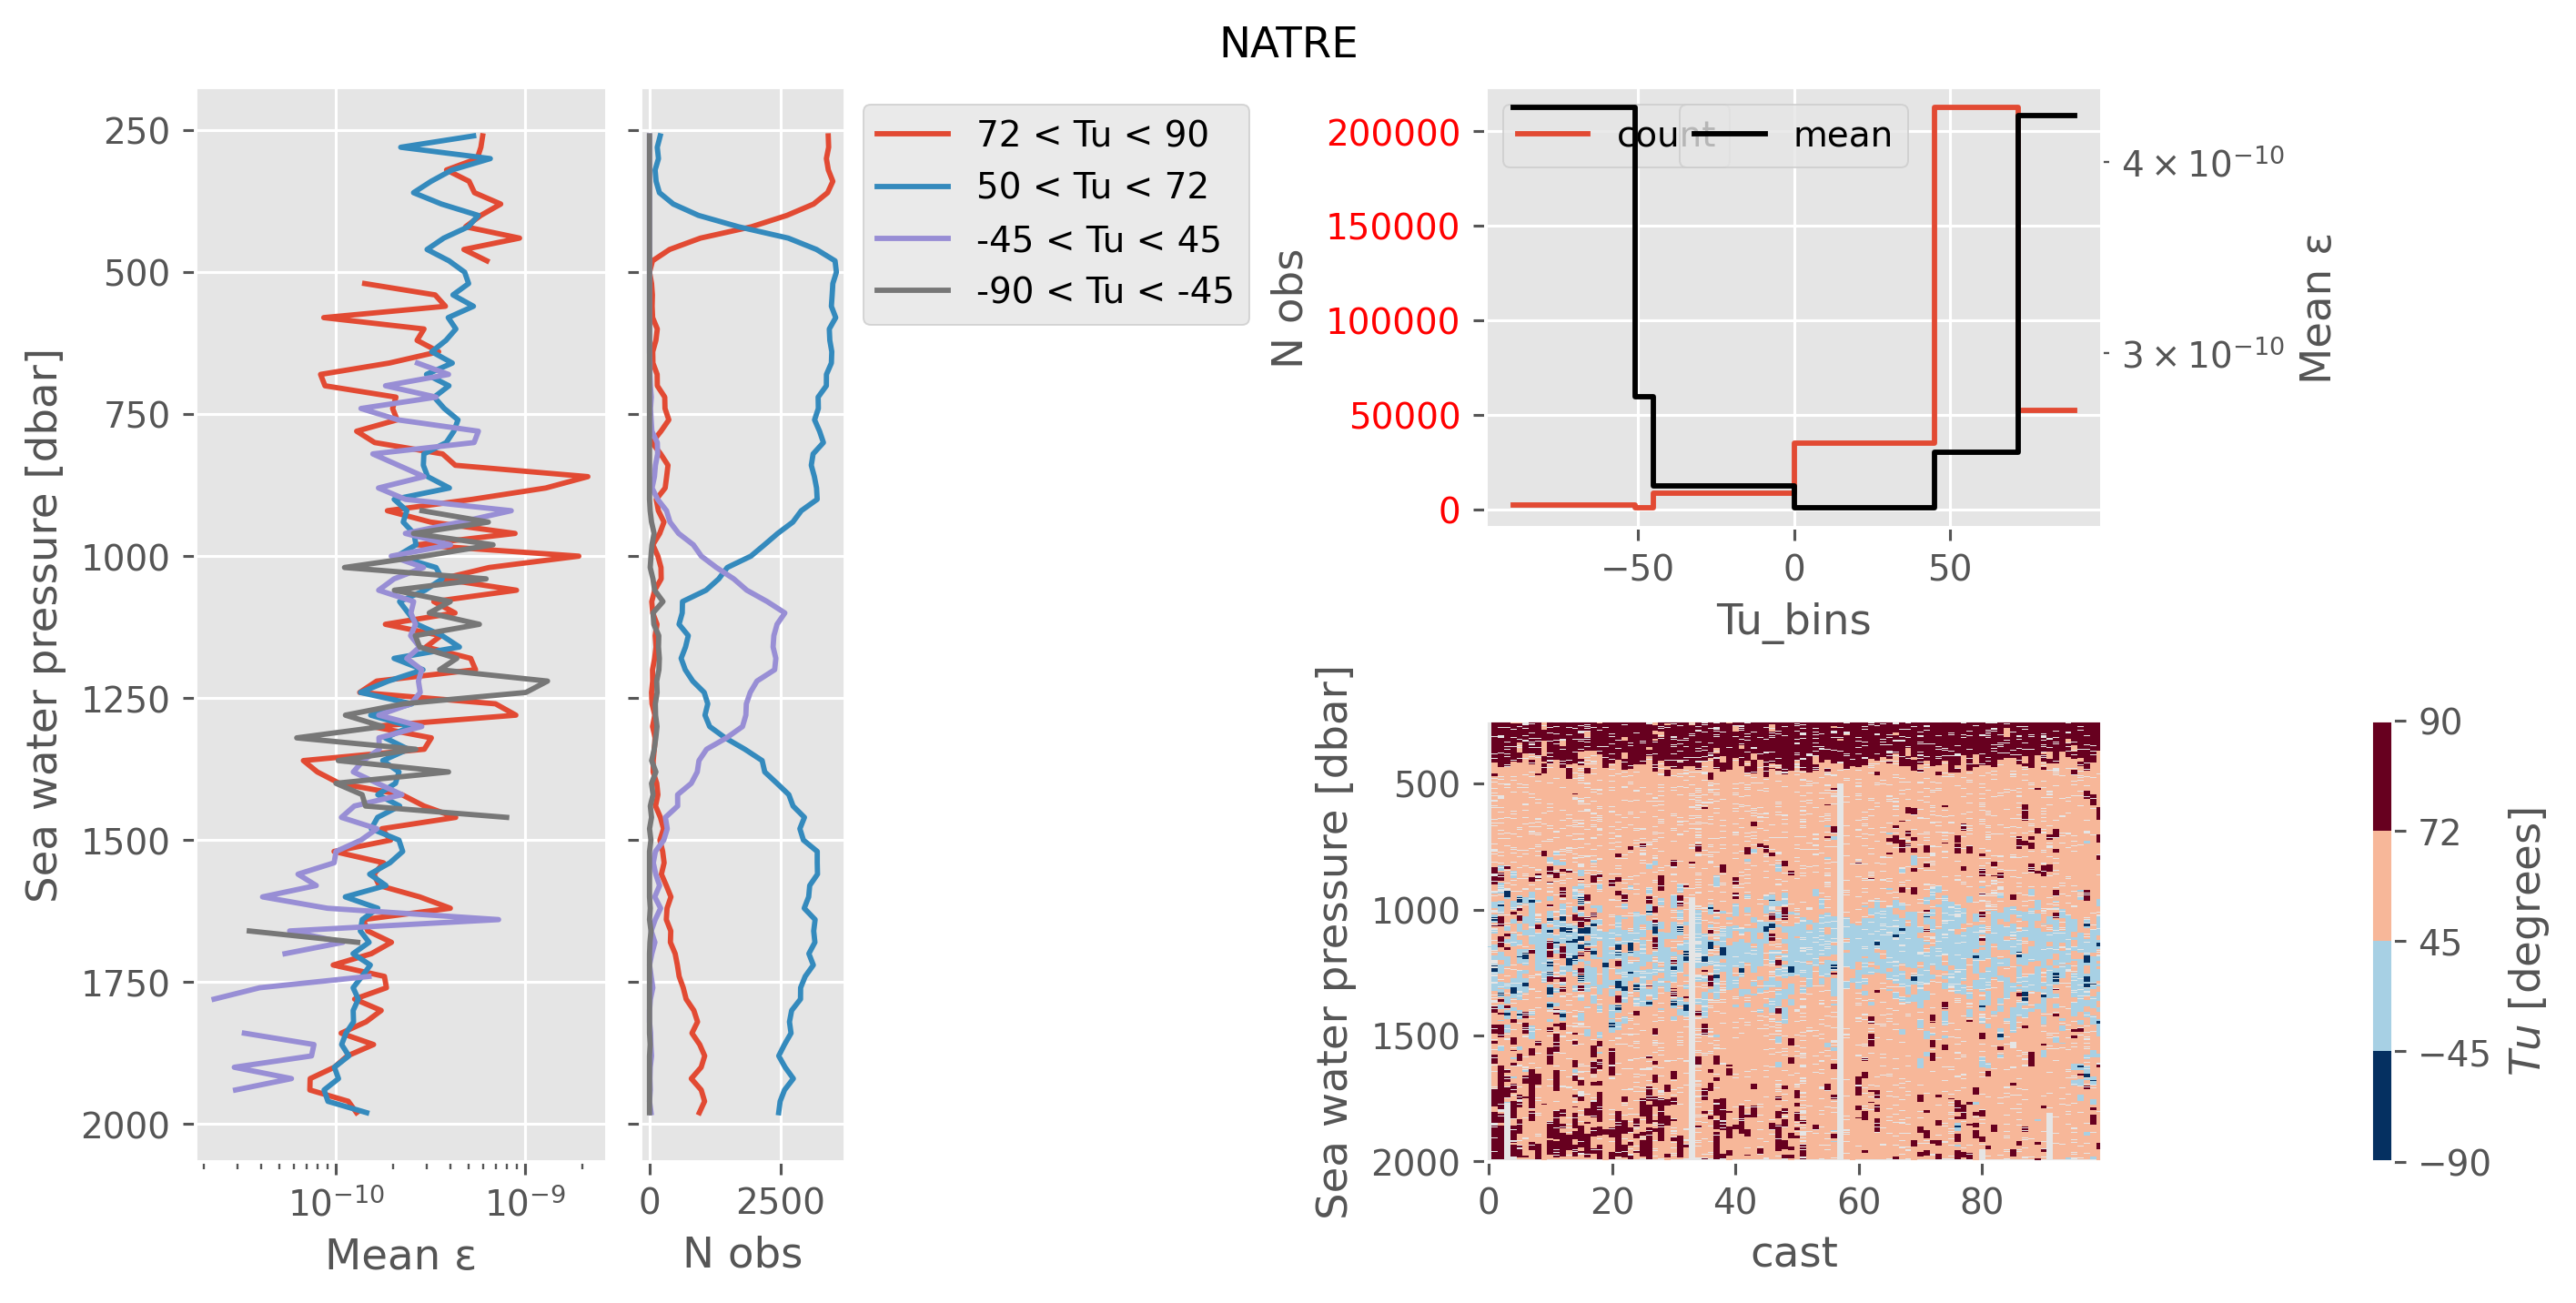 NATRE
250
500
750
1000
1250
1500
1750
2000
Sea water pressure [dbar]
10⁻¹⁰
10⁻⁹
Mean ε
0
2500
N obs
72 < Tu < 90
50 < Tu < 72
-45 < Tu < 45
-90 < Tu < -45
200000
150000
100000
50000
0
N obs
count
mean
4 × 10⁻¹⁰
3 × 10⁻¹⁰
Mean ε
−50
0
50
Tu_bins
500
1000
1500
2000
Sea water pressure [dbar]
0
20
40
60
80
cast
90
72
45
−45
−90
Tu [degrees]